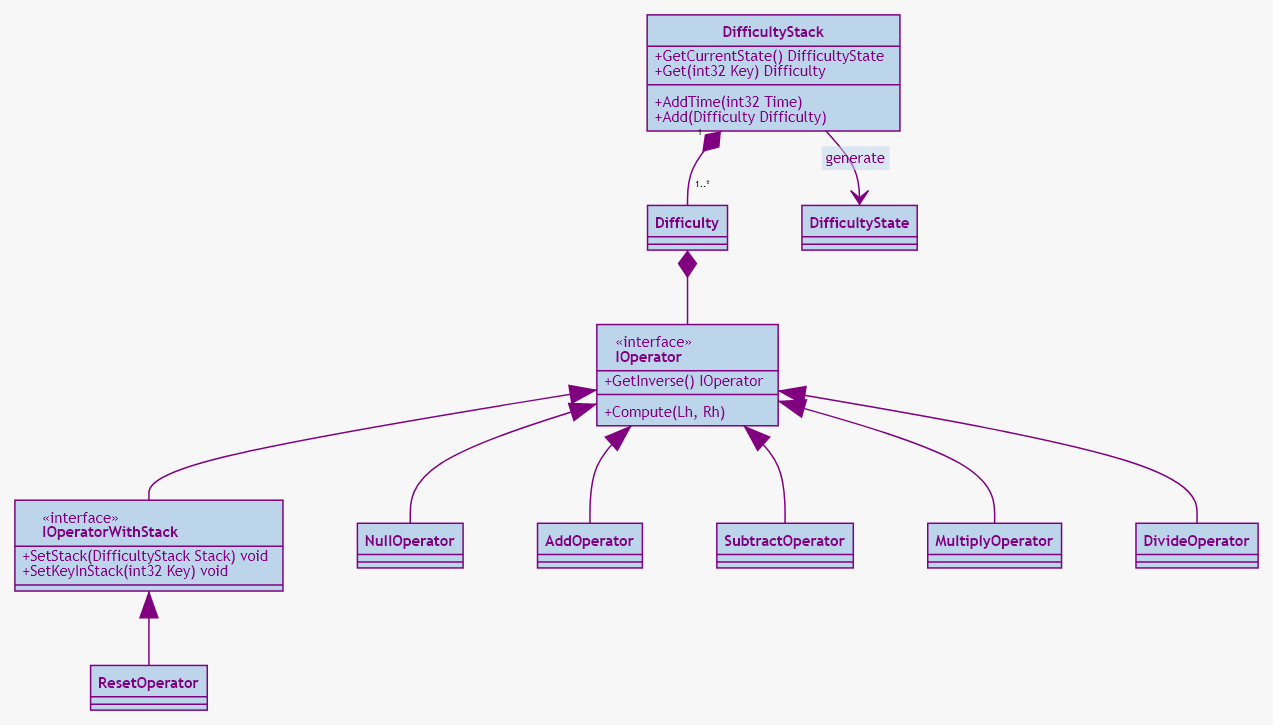 DifficultyStack
+GetCurrentState() DifficultyState
+Get(int32 Key) Difficulty
+AddTime(int32 Time)
+Add(Difficulty Difficulty)
1
generate
1..*
Difficulty
DifficultyState
«interface»
IOperator
+GetInverse() IOperator
+Compute(Lh, Rh)
«interface»
IOperatorWithStack
+SetStack(DifficultyStack Stack) void
+SetKeyInStack(int32 Key) void
NullOperator
AddOperator
SubtractOperator
MultiplyOperator
DivideOperator
ResetOperator